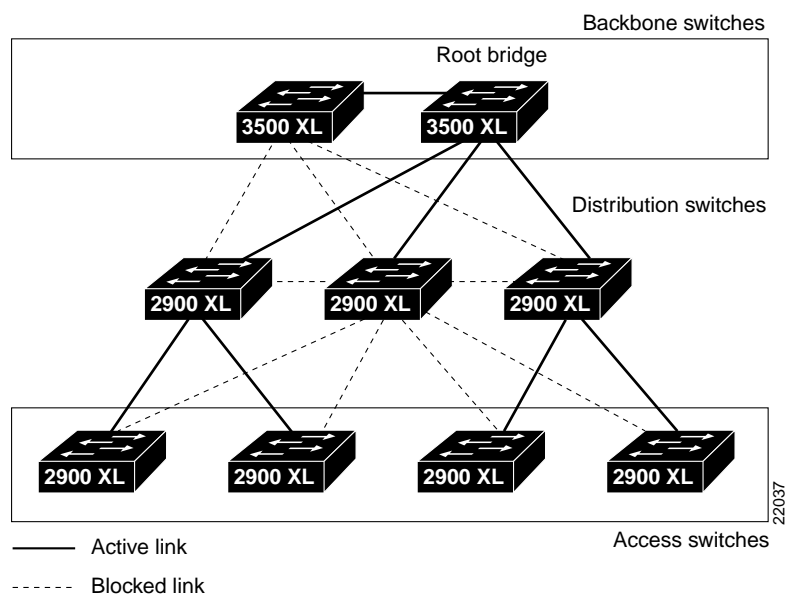 Backbone switches
Root bridge
3500 XL
3500 XL
Distribution switches
2900 XL
2900 XL
2900 XL
2900 XL
2900 XL
2900 XL
2900 XL
22037
Access switches
Active link
Blocked link